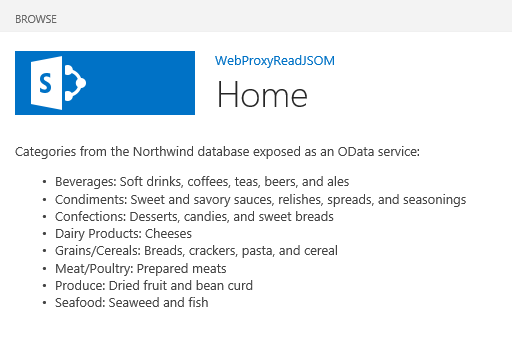 BROWSE
S
WebProxyReadJSOM
Home
Categories from the Northwind database exposed as an OData service:
• Beverages: Soft drinks, coffees, teas, beers, and ales
• Condiments: Sweet and savory sauces, relishes, spreads, and seasonings
• Confections: Desserts, candies, and sweet breads
• Dairy Products: Cheeses
• Grains/Cereals: Breads, crackers, pasta, and cereal
• Meat/Poultry: Prepared meats
• Produce: Dried fruit and bean curd
• Seafood: Seaweed and fish